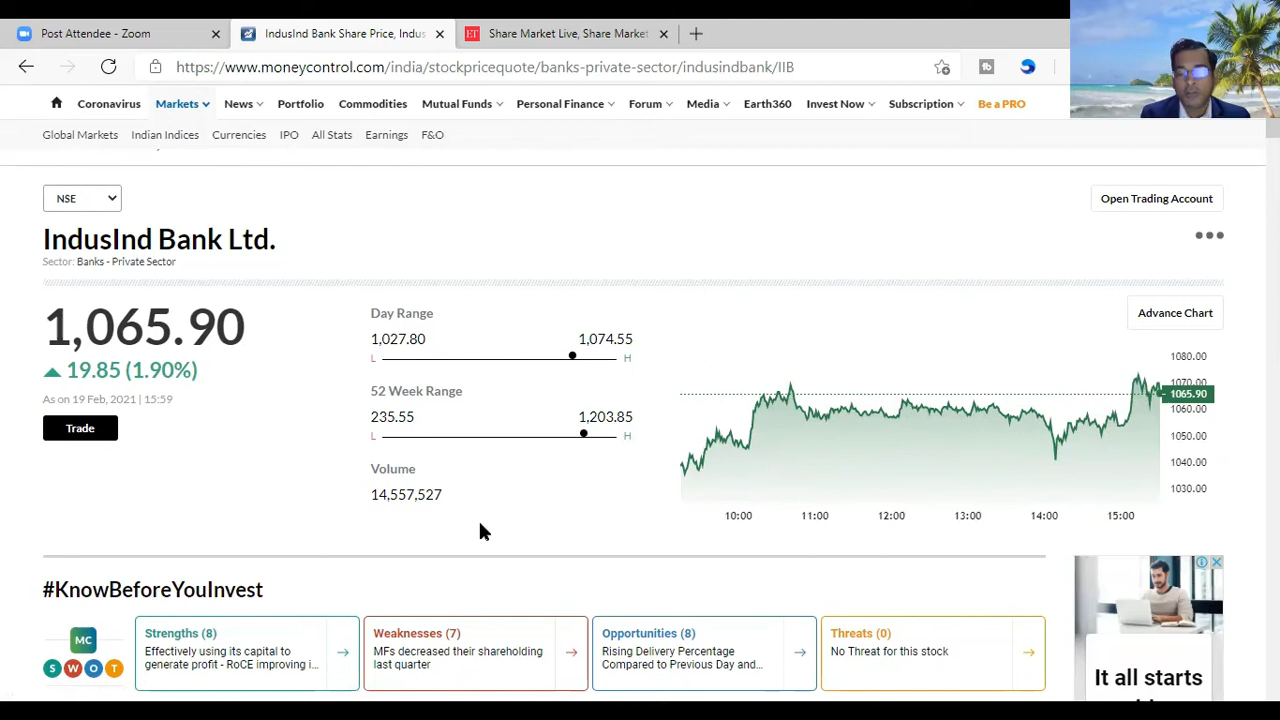 Post Attendee - Zoom
IndusInd Bank Share Price, Indus
ET Share Market Live, Share Market
https://www.moneycontrol.com/india/stockpricequote/banks-private-sector/indusindbank/IIB
Coronavirus Markets News Portfolio Commodities Mutual Funds Personal Finance Forum Media Earth360 Invest Now Subscription Be a PRO
Global Markets Indian Indices Currencies IPO All Stats Earnings F&O
NSE
Open Trading Account
IndusInd Bank Ltd.
Sector: Banks - Private Sector
1,065.90
19.85 (1.90%)
As on 19 Feb, 2021 | 15:59
Trade
Day Range
1,027.80 1,074.55
L H
52 Week Range
235.55 1,203.85
L H
Volume
14,557,527
Advance Chart
1080.00
1070.00
1065.90
1060.00
1050.00
1040.00
1030.00
10:00 11:00 12:00 13:00 14:00 15:00
#KnowBeforeYouInvest
MC
S W O T
Strengths (8)
Effectively using its capital to
generate profit - RoCE improving i...
Weaknesses (7)
MFs decreased their shareholding
last quarter
Opportunities (8)
Rising Delivery Percentage
Compared to Previous Day and...
Threats (0)
No Threat for this stock
It all starts